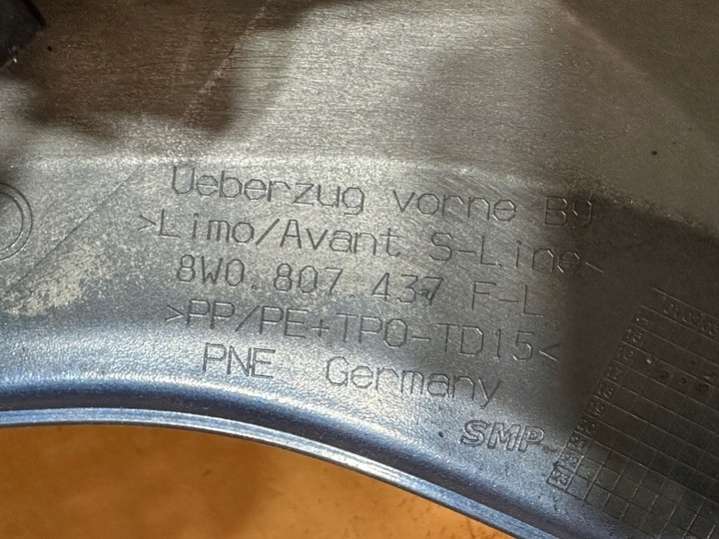 Ueberzug vorne B9
>Limo/Avant S-Line<
8W0.807 437 F-L
>PP/PE+TPO-TD15<
PNE Germany
SMP